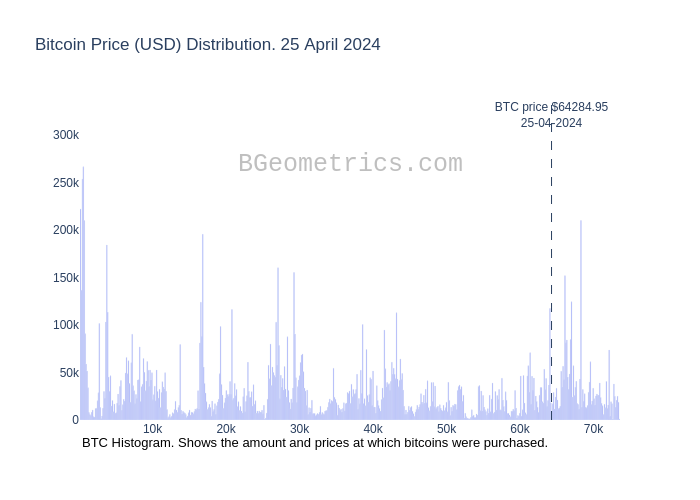 Bitcoin Price (USD) Distribution. 25 April 2024
BTC price $64284.95
25-04-2024
300k
BGeometrics.com
250k
200k
150k
100k
50k
0
10k 20k 30k 40k 50k 60k 70k
BTC Histogram. Shows the amount and prices at which bitcoins were purchased.